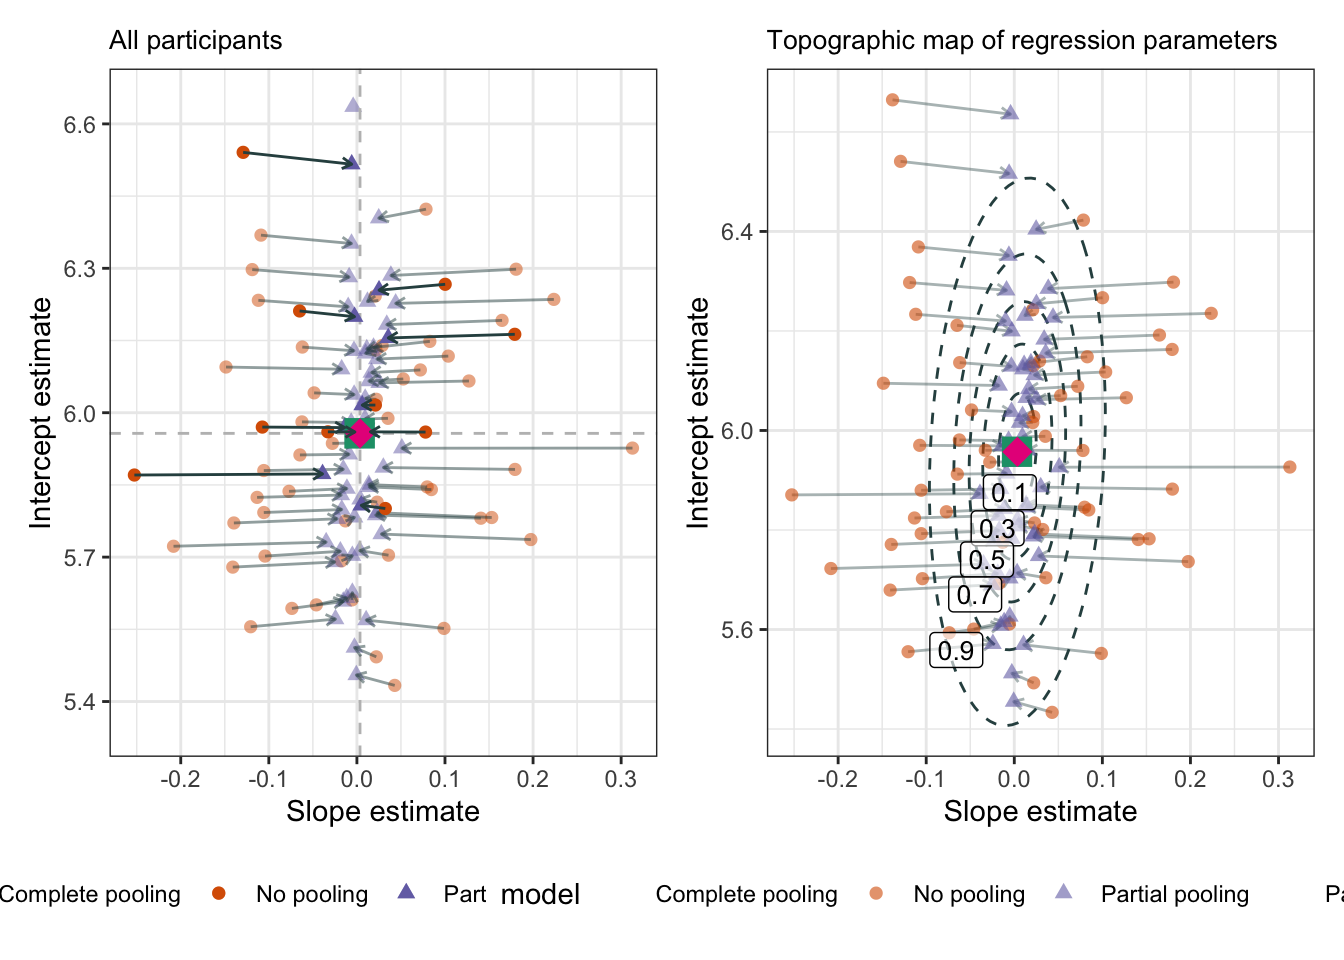 All participants
Intercept estimate
6.6
6.3
6.0
5.7
5.4
-0.2 -0.1 0.0 0.1 0.2 0.3
Slope estimate
Topographic map of regression parameters
Intercept estimate
6.4
6.0
5.6
0.1
0.3
0.5
0.7
0.9
-0.2 -0.1 0.0 0.1 0.2 0.3
Slope estimate
Complete pooling No pooling Part model Complete pooling No pooling Partial pooling Pa